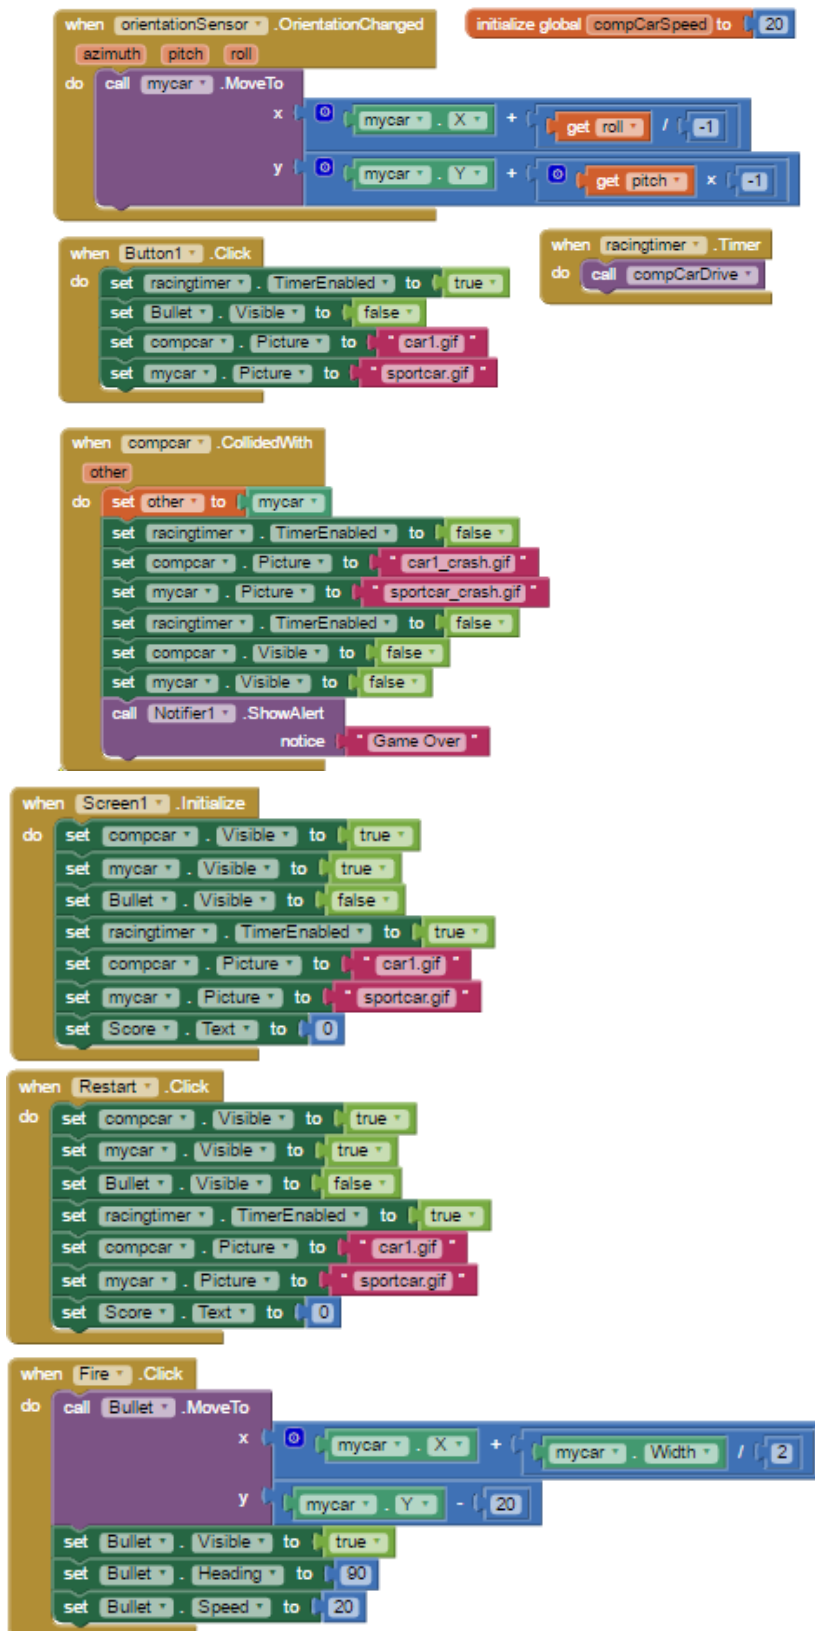 when orientationSensor .OrientationChanged
initialize global compCarSpeed to 20
azimuth pitch roll
do call mycar .MoveTo
x mycar . X + get roll / -1
y mycar . Y + get pitch × -1
when Button1 .Click
do set racingtimer . TimerEnabled to true
set Bullet . Visible to false
set compcar . Picture to " car1.gif "
set mycar . Picture to " sportcar.gif "
when racingtimer .Timer
do call compCarDrive
when compcar .CollidedWith
other
do set other to mycar
set racingtimer . TimerEnabled to false
set compcar . Picture to " car1_crash.gif "
set mycar . Picture to " sportcar_crash.gif "
set racingtimer . TimerEnabled to false
set compcar . Visible to false
set mycar . Visible to false
call Notifier1 .ShowAlert
notice " Game Over "
when Screen1 .Initialize
do set compcar . Visible to true
set mycar . Visible to true
set Bullet . Visible to false
set racingtimer . TimerEnabled to true
set compcar . Picture to " car1.gif "
set mycar . Picture to " sportcar.gif "
set Score . Text to 0
when Restart .Click
do set compcar . Visible to true
set mycar . Visible to true
set Bullet . Visible to false
set racingtimer . TimerEnabled to true
set compcar . Picture to " car1.gif "
set mycar . Picture to " sportcar.gif "
set Score . Text to 0
when Fire .Click
do call Bullet .MoveTo
x mycar . X + mycar . Width / 2
y mycar . Y - 20
set Bullet . Visible to true
set Bullet . Heading to 90
set Bullet . Speed to 20